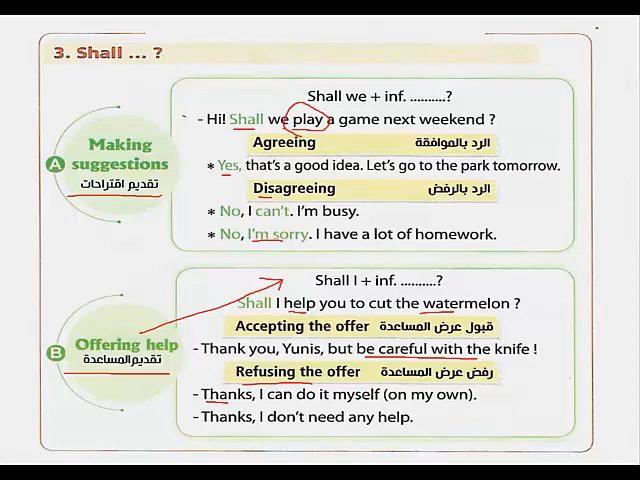 3. Shall ... ?
Shall we + inf. ..........?
- Hi! Shall we play a game next weekend ?
Agreeing الرد بالموافقة
* Yes, that's a good idea. Let's go to the park tomorrow.
Disagreeing الرد بالرفض
* No, I can't. I'm busy.
* No, I'm sorry. I have a lot of homework.
A
Making
suggestions
تقديم اقتراحات
Shall I + inf. ..........?
Shall I help you to cut the watermelon ?
Accepting the offer قبول عرض المساعدة
- Thank you, Yunis, but be careful with the knife !
Refusing the offer رفض عرض المساعدة
- Thanks, I can do it myself (on my own).
- Thanks, I don't need any help.
B
Offering help
تقديم المساعدة